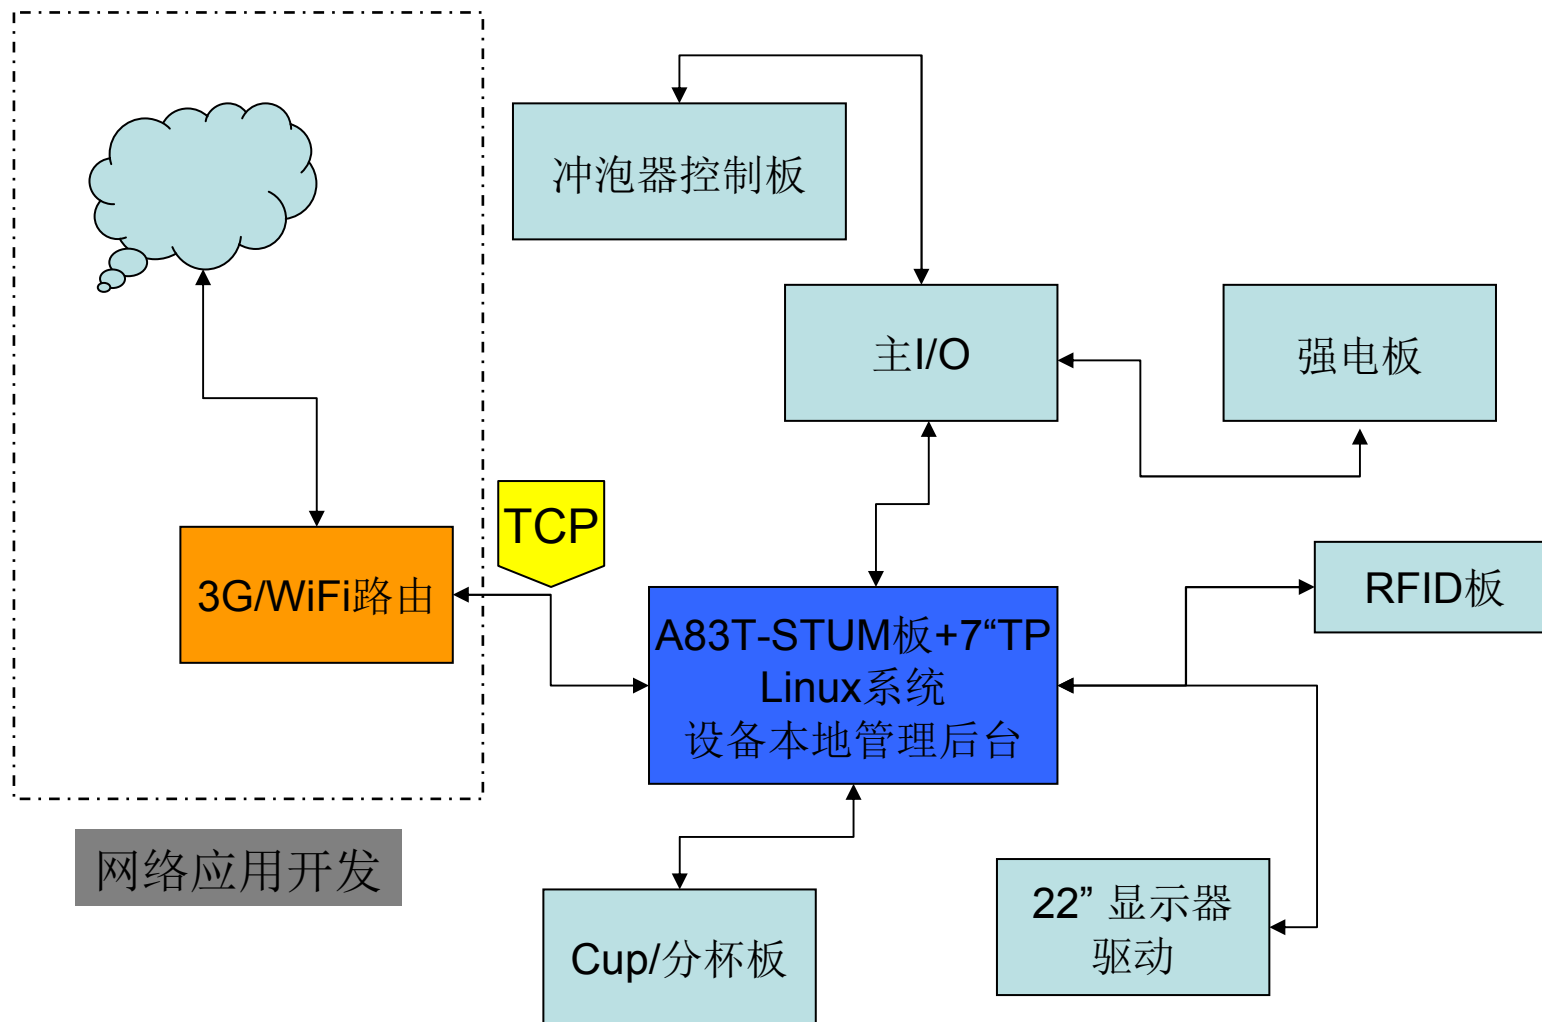 冲泡器控制板
主I/O
强电板
TCP
3G/WiFi路由
RFID板
A83T-STUM板+7“TP
Linux系统
设备本地管理后台
网络应用开发
22” 显示器
驱动
Cup/分杯板